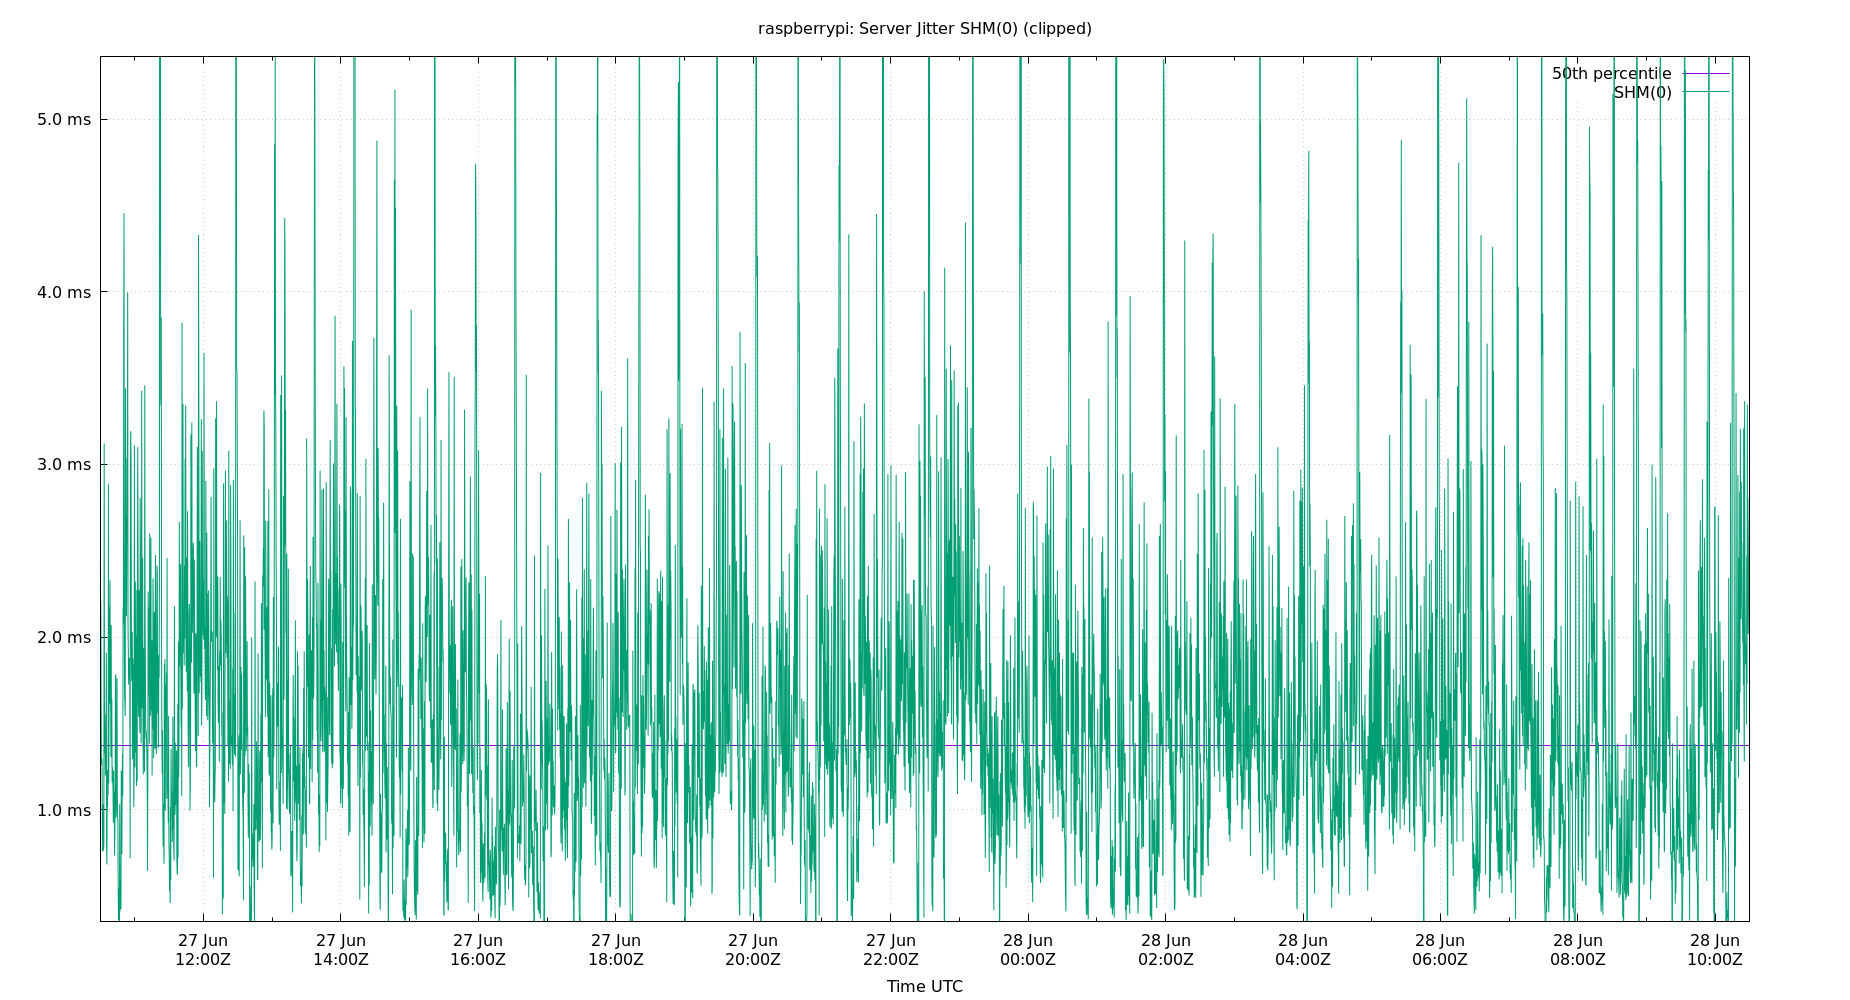 raspberrypi: Server Jitter SHM(0) (clipped)
50th percentile
SHM(0)
5.0 ms
4.0 ms
3.0 ms
2.0 ms
1.0 ms
27 Jun 27 Jun 27 Jun 27 Jun 27 Jun 27 Jun 28 Jun 28 Jun 28 Jun 28 Jun 28 Jun 28 Jun
12:00Z 14:00Z 16:00Z 18:00Z 20:00Z 22:00Z 00:00Z 02:00Z 04:00Z 06:00Z 08:00Z 10:00Z
Time UTC